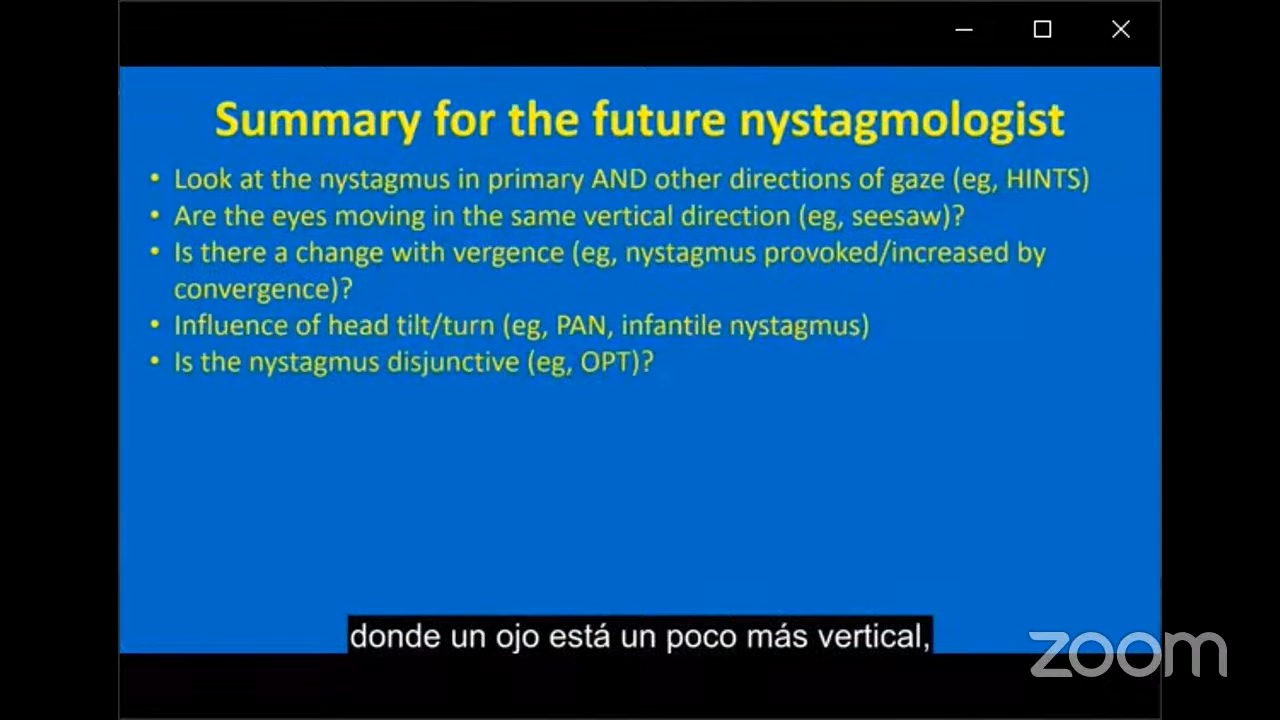 Summary for the future nystagmologist
• Look at the nystagmus in primary AND other directions of gaze (eg, HINTS)
• Are the eyes moving in the same vertical direction (eg, seesaw)?
• Is there a change with vergence (eg, nystagmus provoked/increased by
convergence)?
• Influence of head tilt/turn (eg, PAN, infantile nystagmus)
• Is the nystagmus disjunctive (eg, OPT)?
donde un ojo está un poco más vertical,
zoom